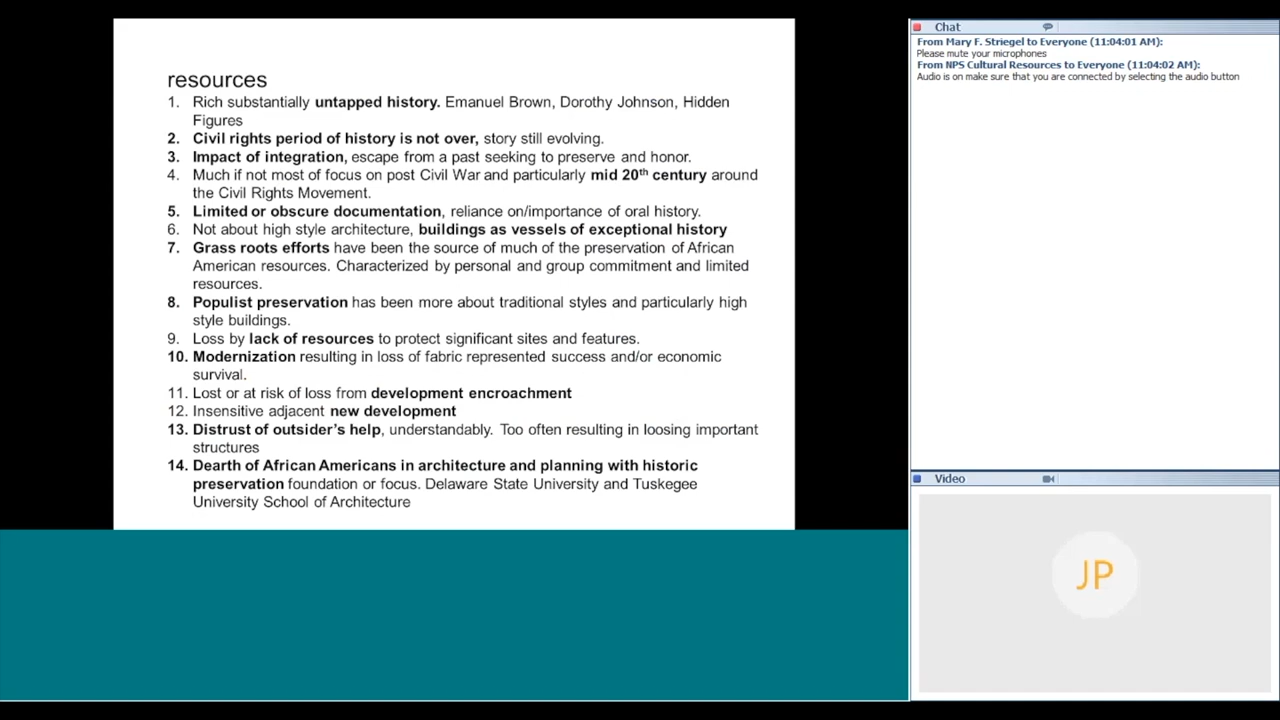 resources
1. Rich substantially untapped history. Emanuel Brown, Dorothy Johnson, Hidden
Figures
2. Civil rights period of history is not over, story still evolving.
3. Impact of integration, escape from a past seeking to preserve and honor.
4. Much if not most of focus on post Civil War and particularly mid 20th century around
the Civil Rights Movement.
5. Limited or obscure documentation, reliance on/importance of oral history.
6. Not about high style architecture, buildings as vessels of exceptional history
7. Grass roots efforts have been the source of much of the preservation of African
American resources. Characterized by personal and group commitment and limited
resources.
8. Populist preservation has been more about traditional styles and particularly high
style buildings.
9. Loss by lack of resources to protect significant sites and features.
10. Modernization resulting in loss of fabric represented success and/or economic
survival.
11. Lost or at risk of loss from development encroachment
12. Insensitive adjacent new development
13. Distrust of outsider's help, understandably. Too often resulting in loosing important
structures
14. Dearth of African Americans in architecture and planning with historic
preservation foundation or focus. Delaware State University and Tuskegee
University School of Architecture
Chat
From Mary F. Striegel to Everyone (11:04:01 AM):
Please mute your microphones
From NPS Cultural Resources to Everyone (11:04:02 AM):
Audio is on make sure that you are connected by selecting the audio button
Video
JP